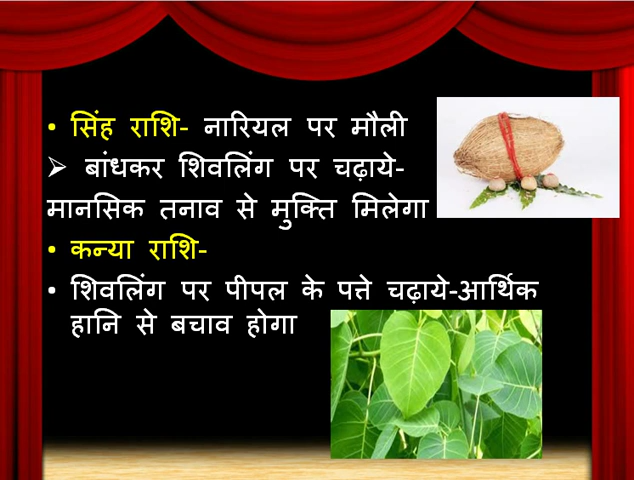 • सिंह राशि- नारियल पर मौली
➢ बांधकर शिवलिंग पर चढ़ाये-
मानसिक तनाव से मुक्ति मिलेगा
• कन्या राशि-
• शिवलिंग पर पीपल के पत्ते चढ़ाये-आर्थिक
हानि से बचाव होगा